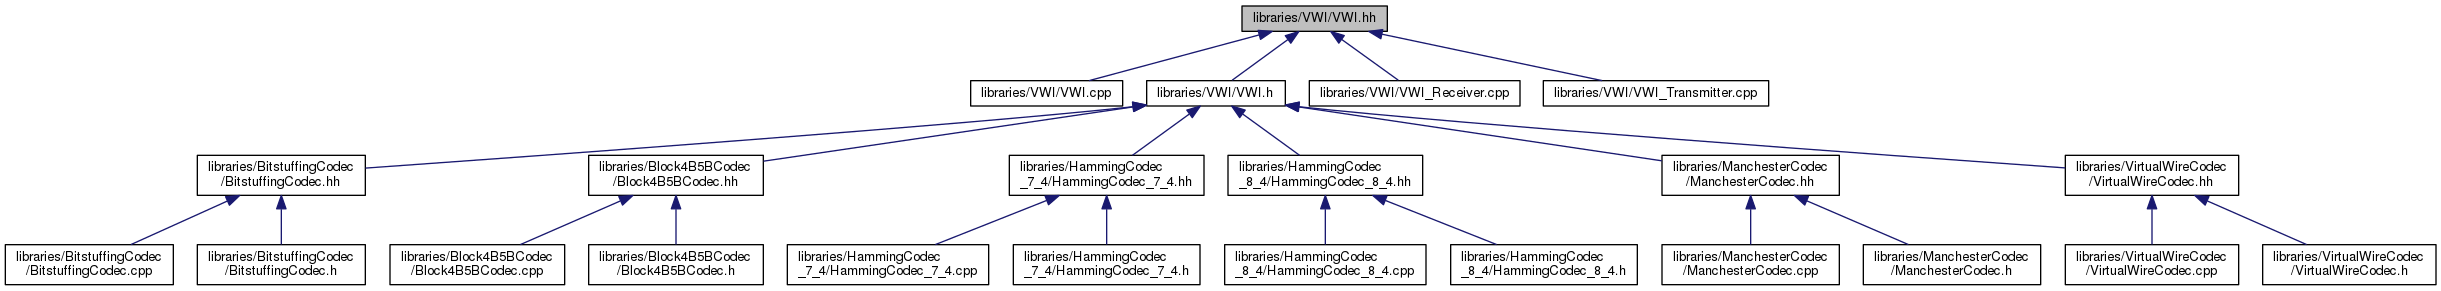 libraries/VWI/VWI.hh
libraries/VWI/VWI.cpp
libraries/VWI/VWI.h
libraries/VWI/VWI_Receiver.cpp
libraries/VWI/VWI_Transmitter.cpp
libraries/BitstuffingCodec
/BitstuffingCodec.hh
libraries/Block4B5BCodec
/Block4B5BCodec.hh
libraries/HammingCodec
_7_4/HammingCodec_7_4.hh
libraries/HammingCodec
_8_4/HammingCodec_8_4.hh
libraries/ManchesterCodec
/ManchesterCodec.hh
libraries/VirtualWireCodec
/VirtualWireCodec.hh
libraries/BitstuffingCodec
/BitstuffingCodec.cpp
libraries/BitstuffingCodec
/BitstuffingCodec.h
libraries/Block4B5BCodec
/Block4B5BCodec.cpp
libraries/Block4B5BCodec
/Block4B5BCodec.h
libraries/HammingCodec
_7_4/HammingCodec_7_4.cpp
libraries/HammingCodec
_7_4/HammingCodec_7_4.h
libraries/HammingCodec
_8_4/HammingCodec_8_4.cpp
libraries/HammingCodec
_8_4/HammingCodec_8_4.h
libraries/ManchesterCodec
/ManchesterCodec.cpp
libraries/ManchesterCodec
/ManchesterCodec.h
libraries/VirtualWireCodec
/VirtualWireCodec.cpp
libraries/VirtualWireCodec
/VirtualWireCodec.h